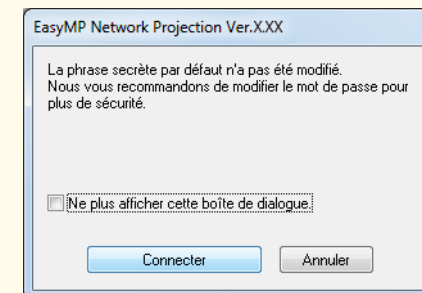 EasyMP Network Projection Ver.X.XX
La phrase secrète par défaut n'a pas été modifié.
Nous vous recommandons de modifier le mot de passe pour
plus de sécurité.
Ne plus afficher cette boîte de dialogue.
Connecter
Annuler